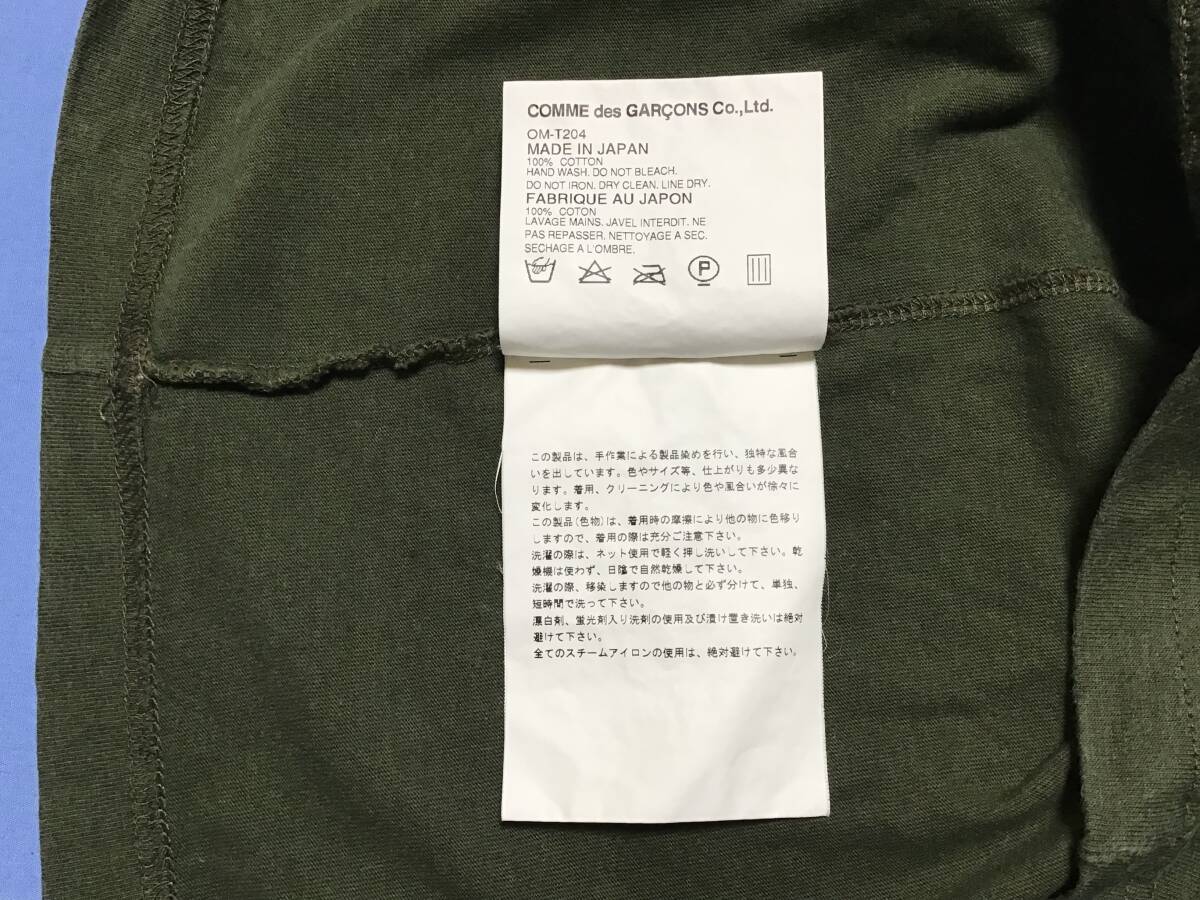 COMME des GARÇONS Co.,Ltd.
OM-T204
MADE IN JAPAN
100% COTTON
HAND WASH. DO NOT BLEACH.
DO NOT IRON. DRY CLEAN. LINE DRY.
FABRIQUE AU JAPON
100% COTON
LAVAGE MAINS. JAVEL INTERDIT. NE
PAS REPASSER. NETTOYAGE A SEC.
SECHAGE A L'OMBRE.
P
この製品は、手作業による製品染めを行い、独特な風合
いを出しています。色やサイズ等、仕上がりも多少異な
ります。着用、クリーニングにより色や風合いが徐々に
変化します。
この製品(色物)は、着用時の摩擦により他の物に色移り
しますので、着用の際は充分ご注意下さい。
洗濯の際は、ネット使用で軽く押し洗いして下さい。乾
燥機は使わず、日陰で自然乾燥して下さい。
洗濯の際、移染しますので他の物と必ず分けて、単独、
短時間で洗って下さい。
漂白剤、蛍光剤入り洗剤の使用及び漬け置き洗いは絶対
避けて下さい。
全てのスチームアイロンの使用は、絶対避けて下さい。